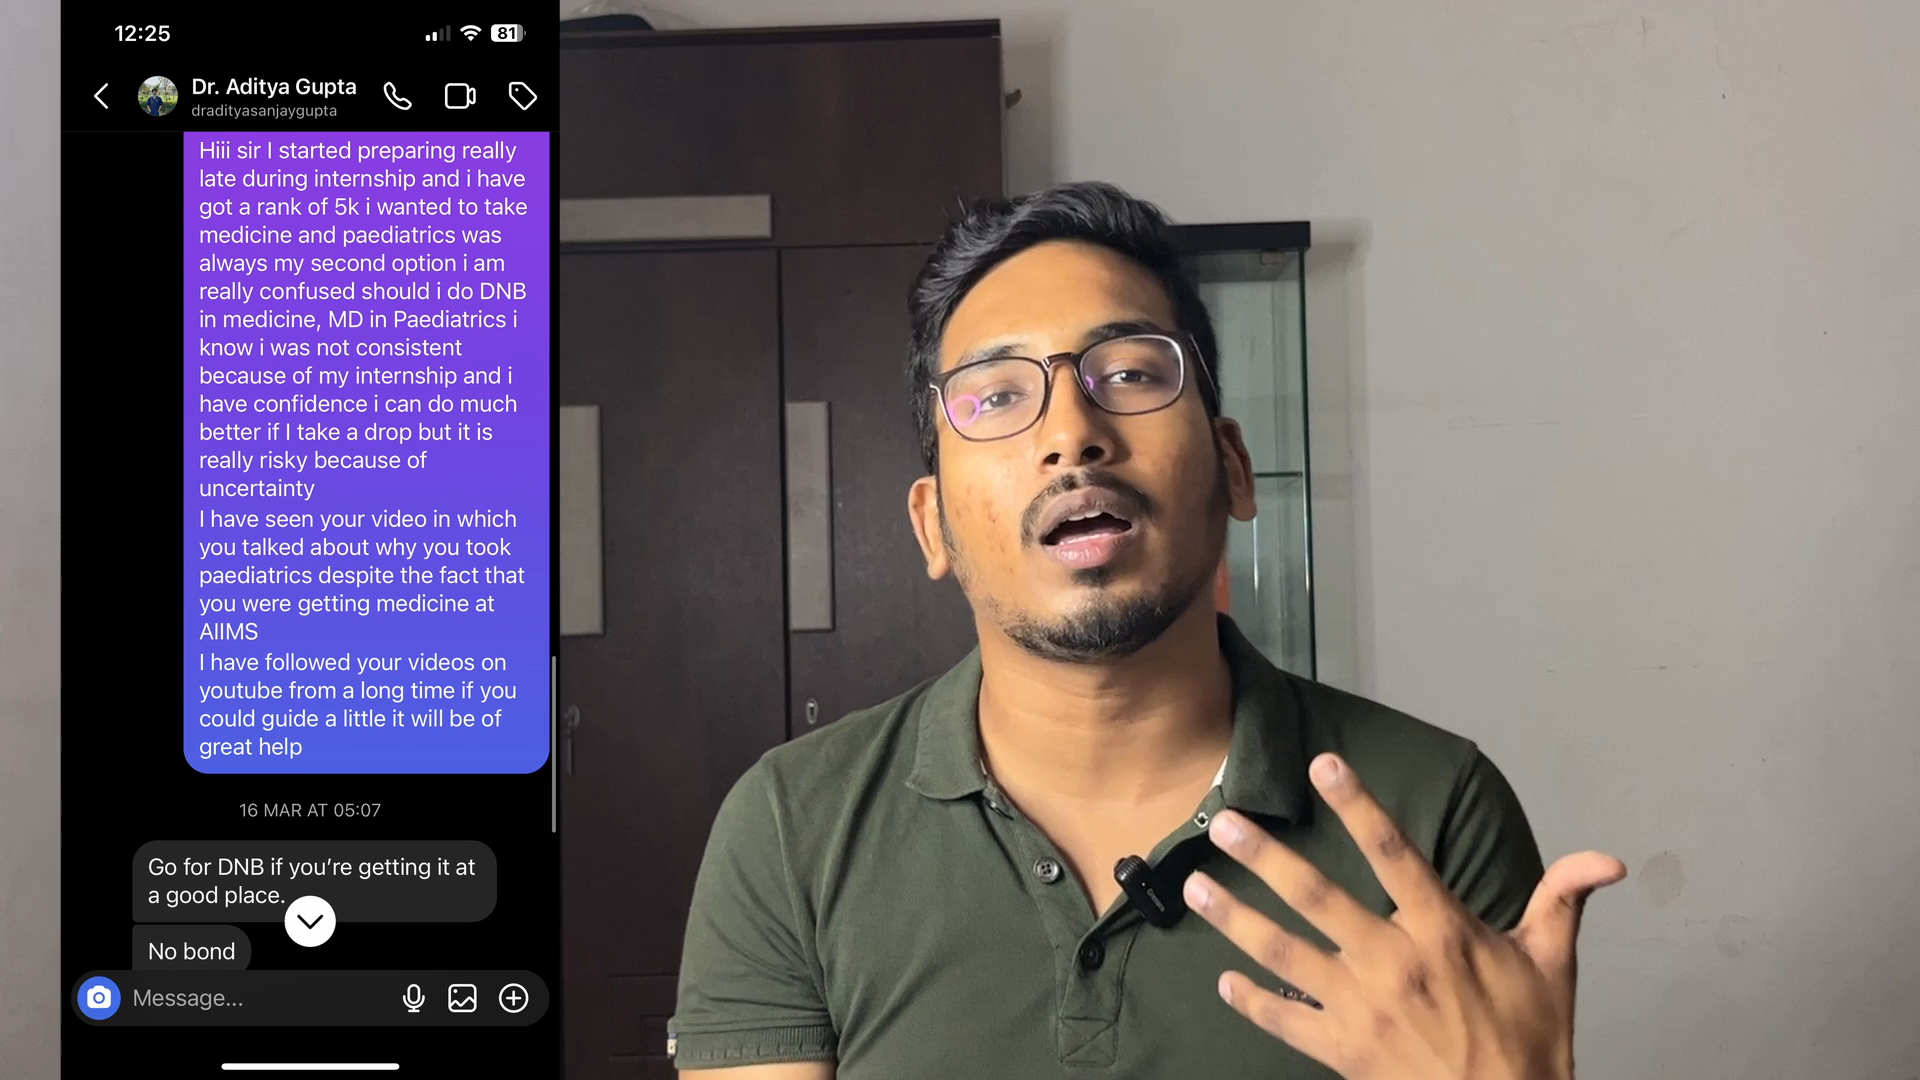 12:25
81
Dr. Aditya Gupta
dradityasanjaygupta
Hiii sir I started preparing really
late during internship and i have
got a rank of 5k i wanted to take
medicine and paediatrics was
always my second option i am
really confused should i do DNB
in medicine, MD in Paediatrics i
know i was not consistent
because of my internship and i
have confidence i can do much
better if I take a drop but it is
really risky because of
uncertainty
I have seen your video in which
you talked about why you took
paediatrics despite the fact that
you were getting medicine at
AIIMS
I have followed your videos on
youtube from a long time if you
could guide a little it will be of
great help
16 MAR AT 05:07
Go for DNB if you’re getting it at
a good place.
No bond
Message...